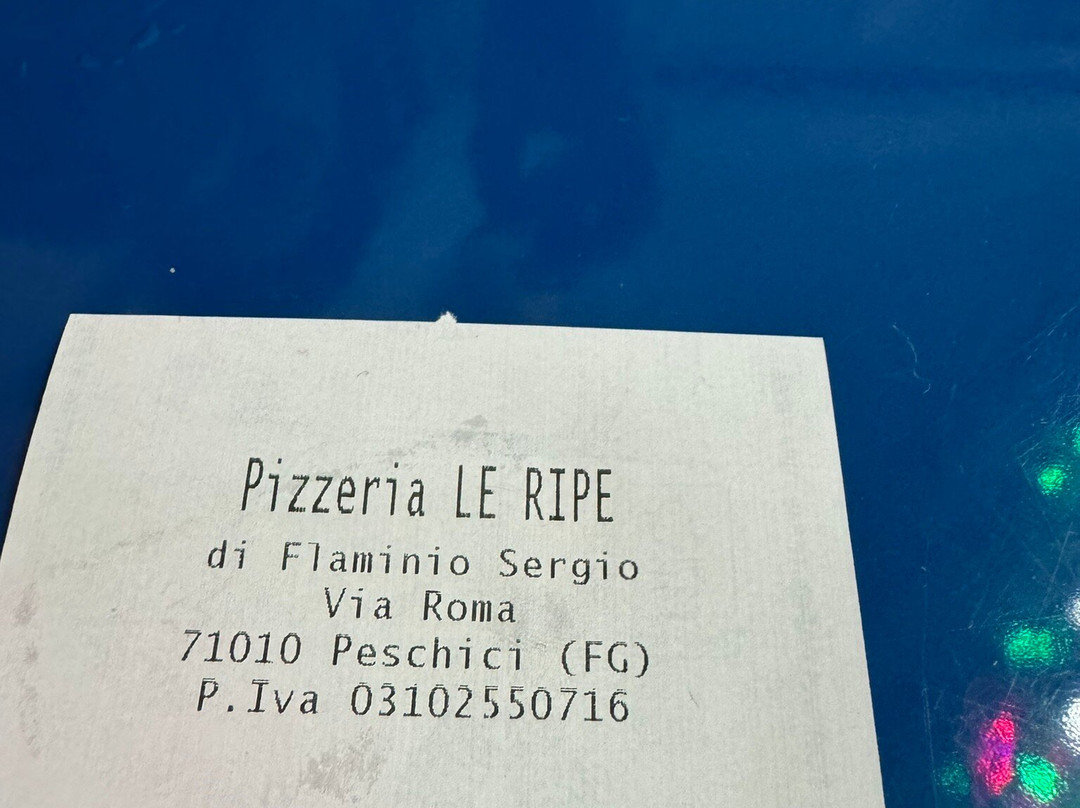 Pizzeria LE RIPE
di Flaminio Sergio
Via Roma
71010 Peschici (FG)
P.Iva 03102550716